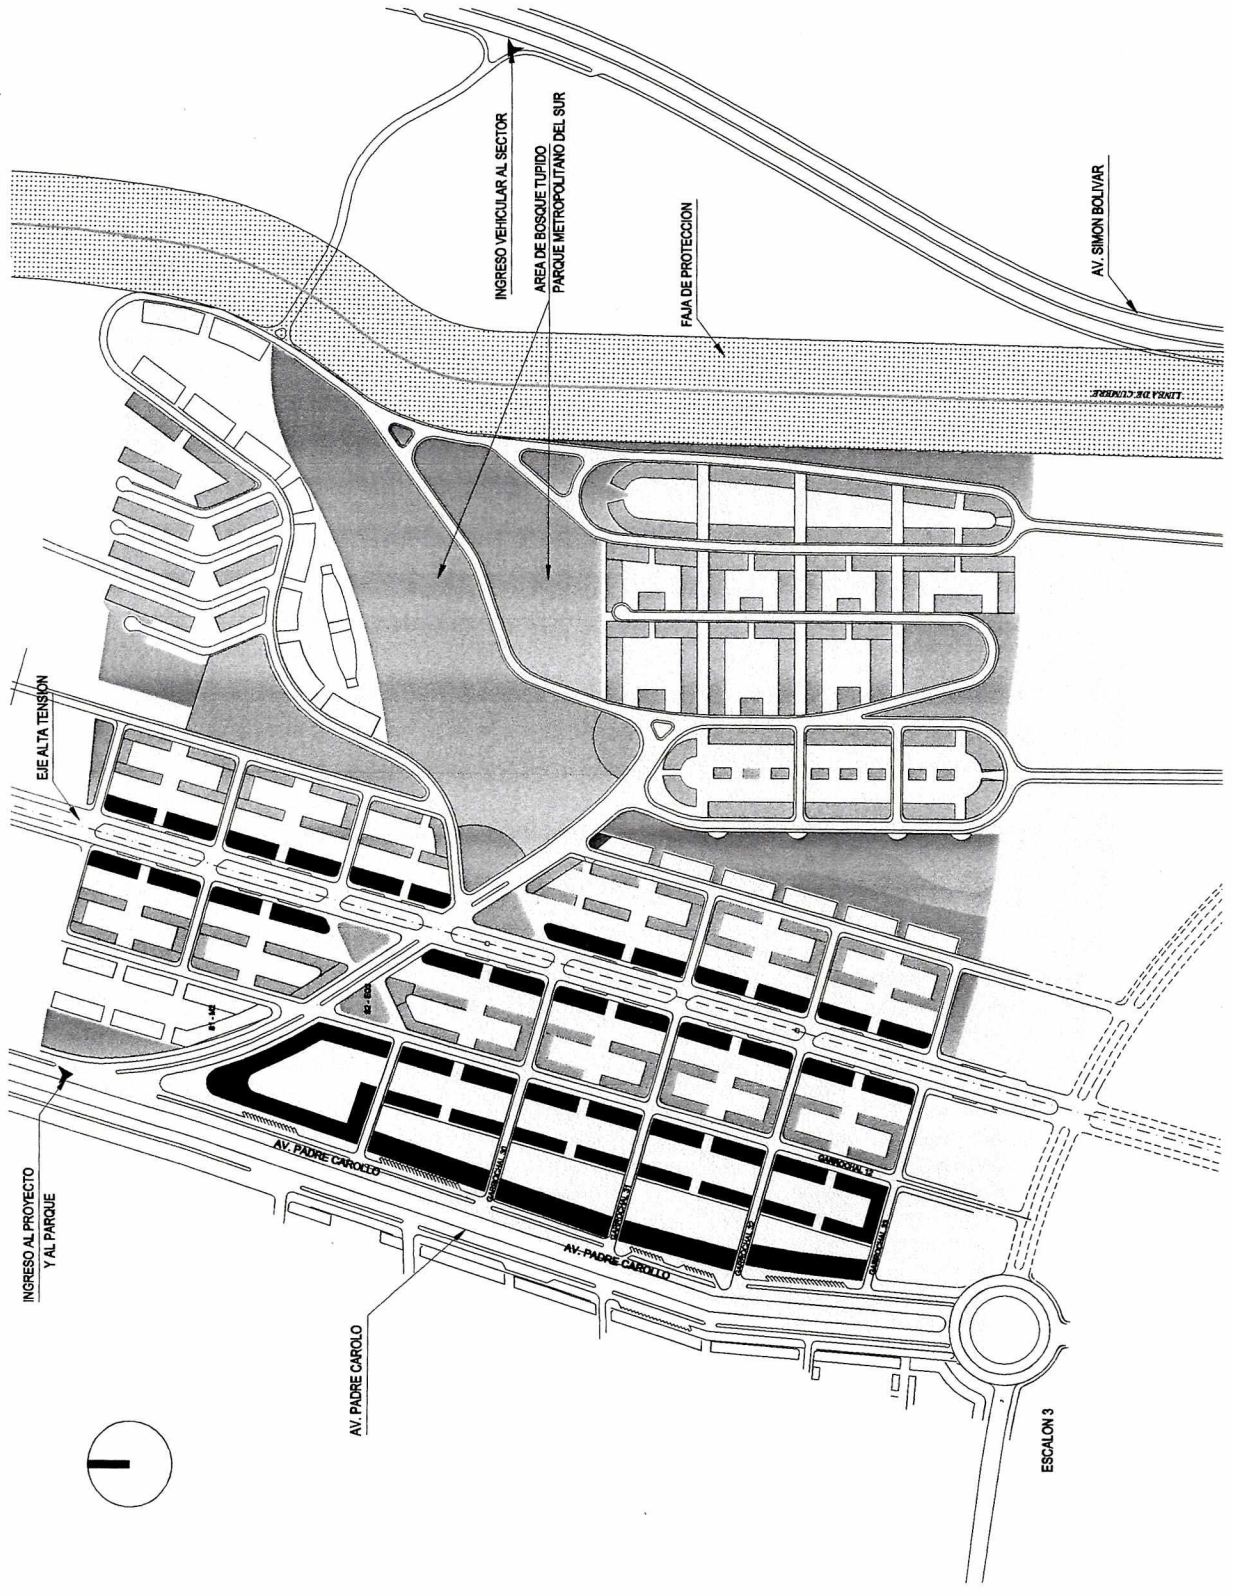 INGRESO VEHICULAR AL SECTOR
AREA DE BOSQUE TUPIDO
PARQUE METROPOLITANO DEL SUR
FAJA DE PROTECCION
AV. SIMON BOLIVAR
LINEA DE CUMBRE
EJE ALTA TENSION
INGRESO AL PROYECTO
Y AL PARQUE
AV. PADRE CAROLLO
AV. PADRE CAROLLO
AV. PADRE CAROLO
GARROCHAL 12
ESCALON 3